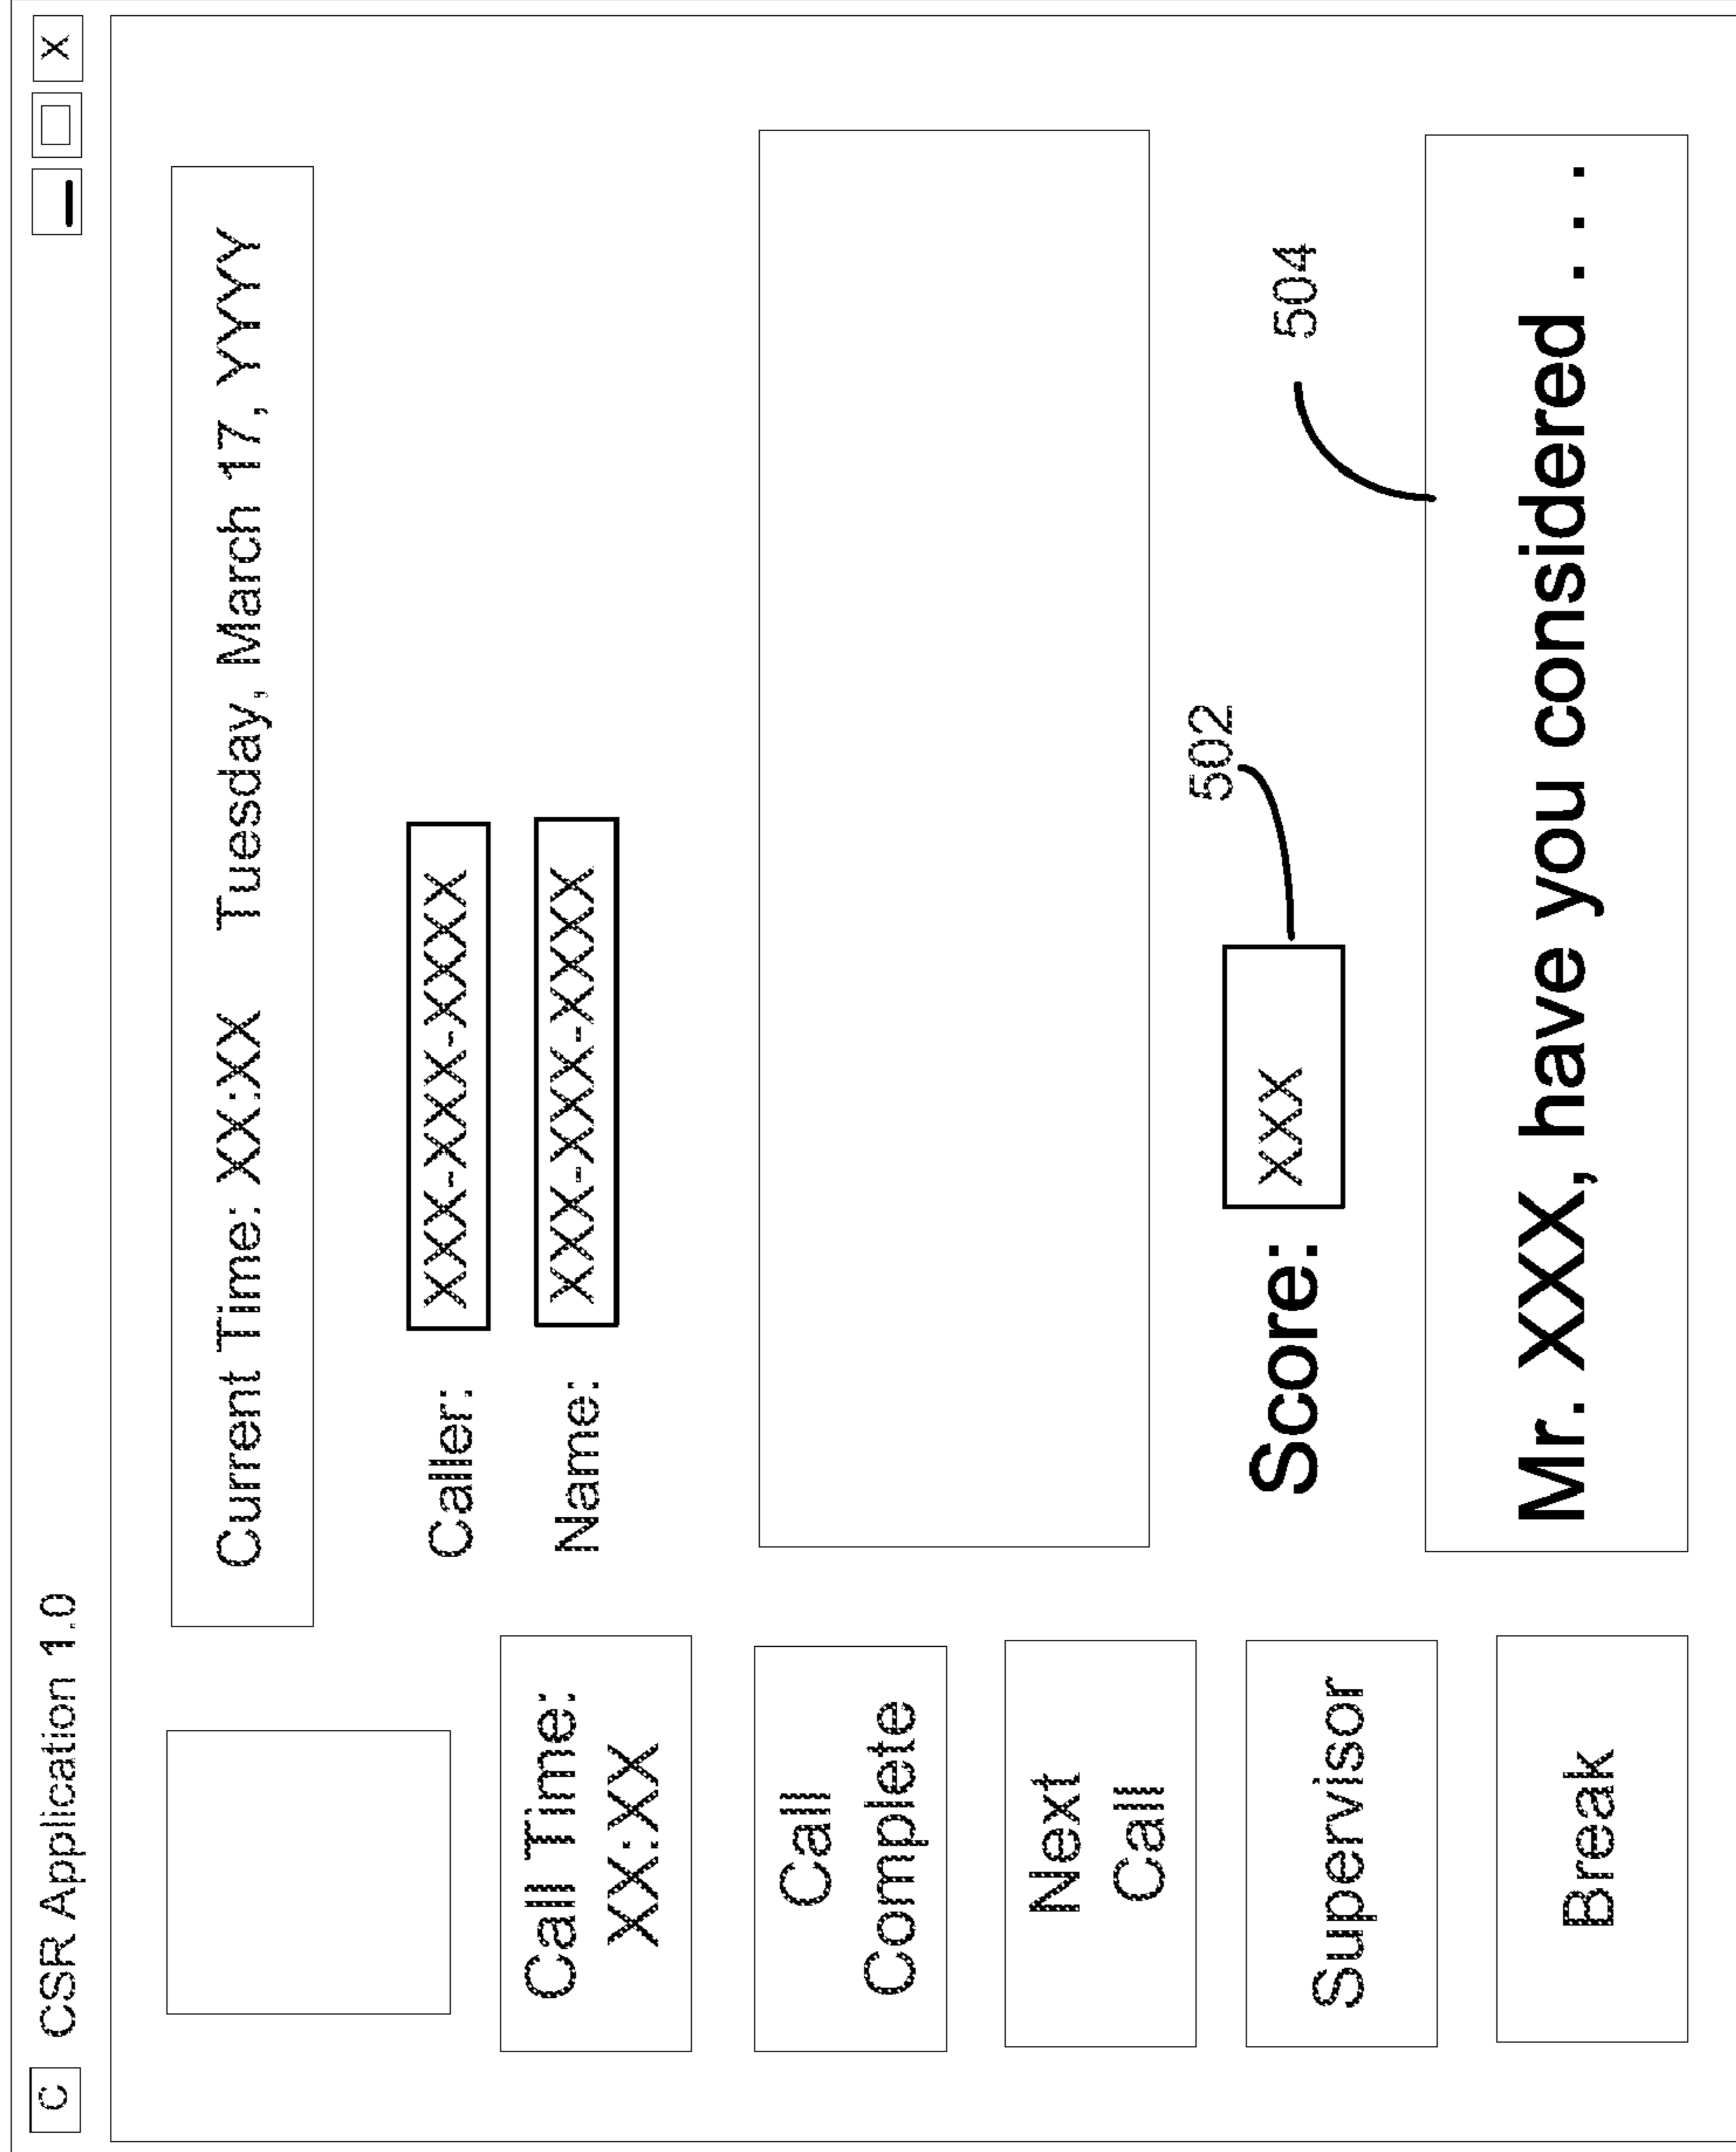 C CSR Application 1.0 X
Current Time: XX:XX Tuesday, March 17, YYYY
Caller: XXX-XXX-XXXX
Name: XXX-XXX-XXXX
Call Time:
XX:XX
Call
Complete
Next
Call
Supervisor
Break
502
Score: XXX
504
Mr. XXX, have you considered . . .